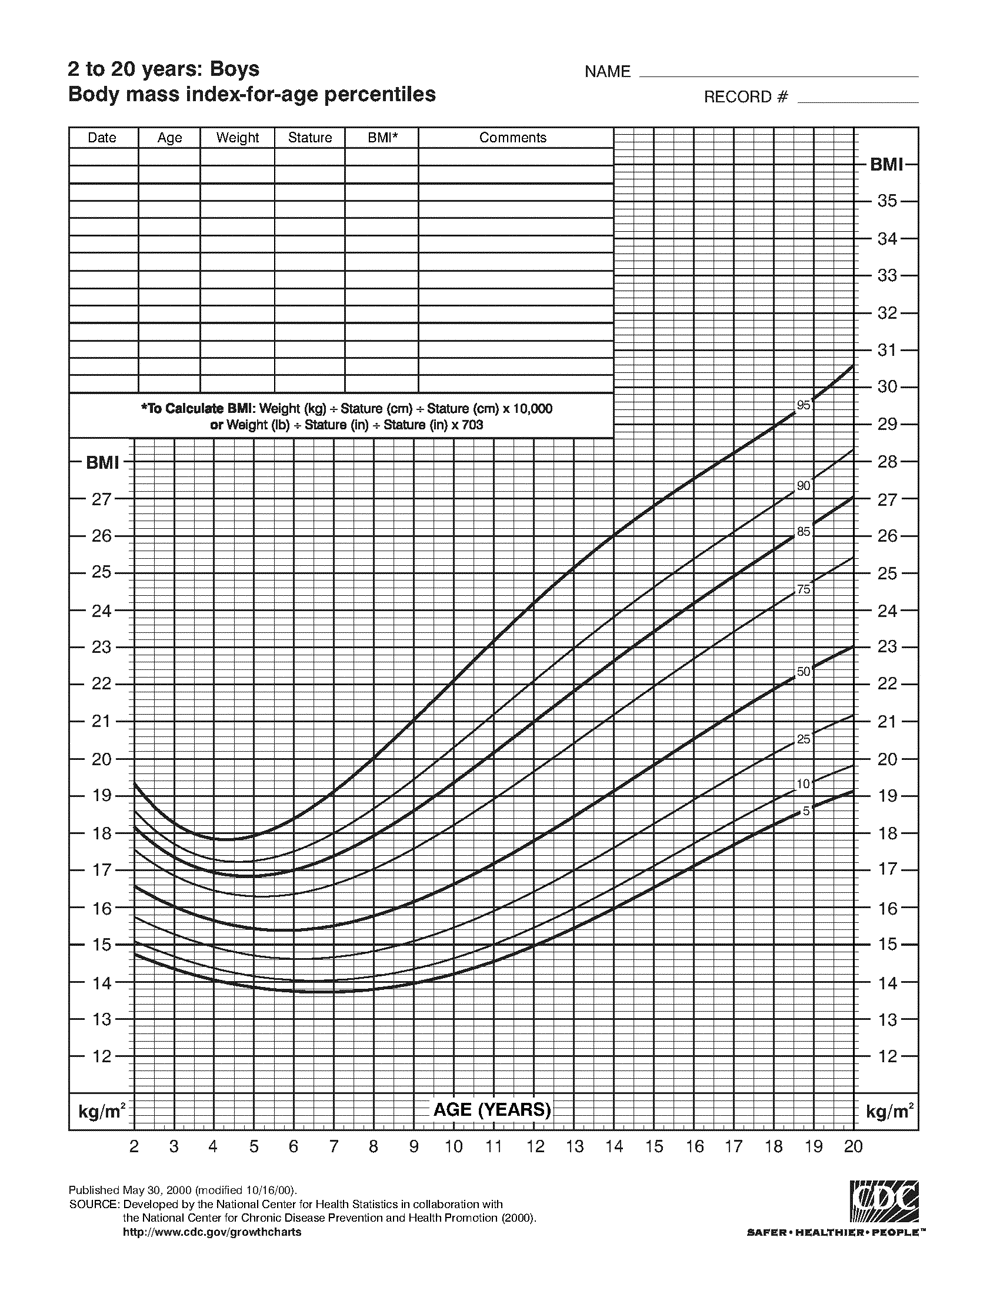 2 to 20 years: Boys
Body mass index-for-age percentiles
NAME
RECORD #
Date Age Weight Stature BMI* Comments
*To Calculate BMI: Weight (kg) ÷ Stature (cm) ÷ Stature (cm) x 10,000
or Weight (lb) ÷ Stature (in) ÷ Stature (in) x 703
BMI
35
34
33
32
31
30
29
28
27
26
25
24
23
22
21
20
19
18
17
16
15
14
13
12
kg/m²
BMI
27
26
25
24
23
22
21
20
19
18
17
16
15
14
13
12
kg/m²
95
90
85
75
50
25
10
5
AGE (YEARS)
2 3 4 5 6 7 8 9 10 11 12 13 14 15 16 17 18 19 20
Published May 30, 2000 (modified 10/16/00).
SOURCE: Developed by the National Center for Health Statistics in collaboration with
the National Center for Chronic Disease Prevention and Health Promotion (2000).
http://www.cdc.gov/growthcharts
CDC
SAFER•HEALTHIER•PEOPLE™